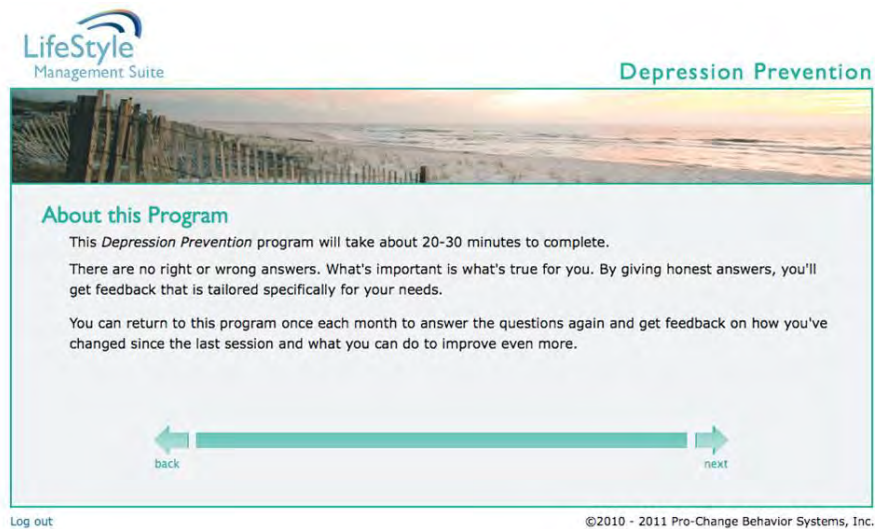 LifeStyle
Management Suite
Depression Prevention
About this Program
This Depression Prevention program will take about 20-30 minutes to complete.
There are no right or wrong answers. What's important is what's true for you. By giving honest answers, you'll
get feedback that is tailored specifically for your needs.
You can return to this program once each month to answer the questions again and get feedback on how you've
changed since the last session and what you can do to improve even more.
back
next
Log out
©2010 - 2011 Pro-Change Behavior Systems, Inc.